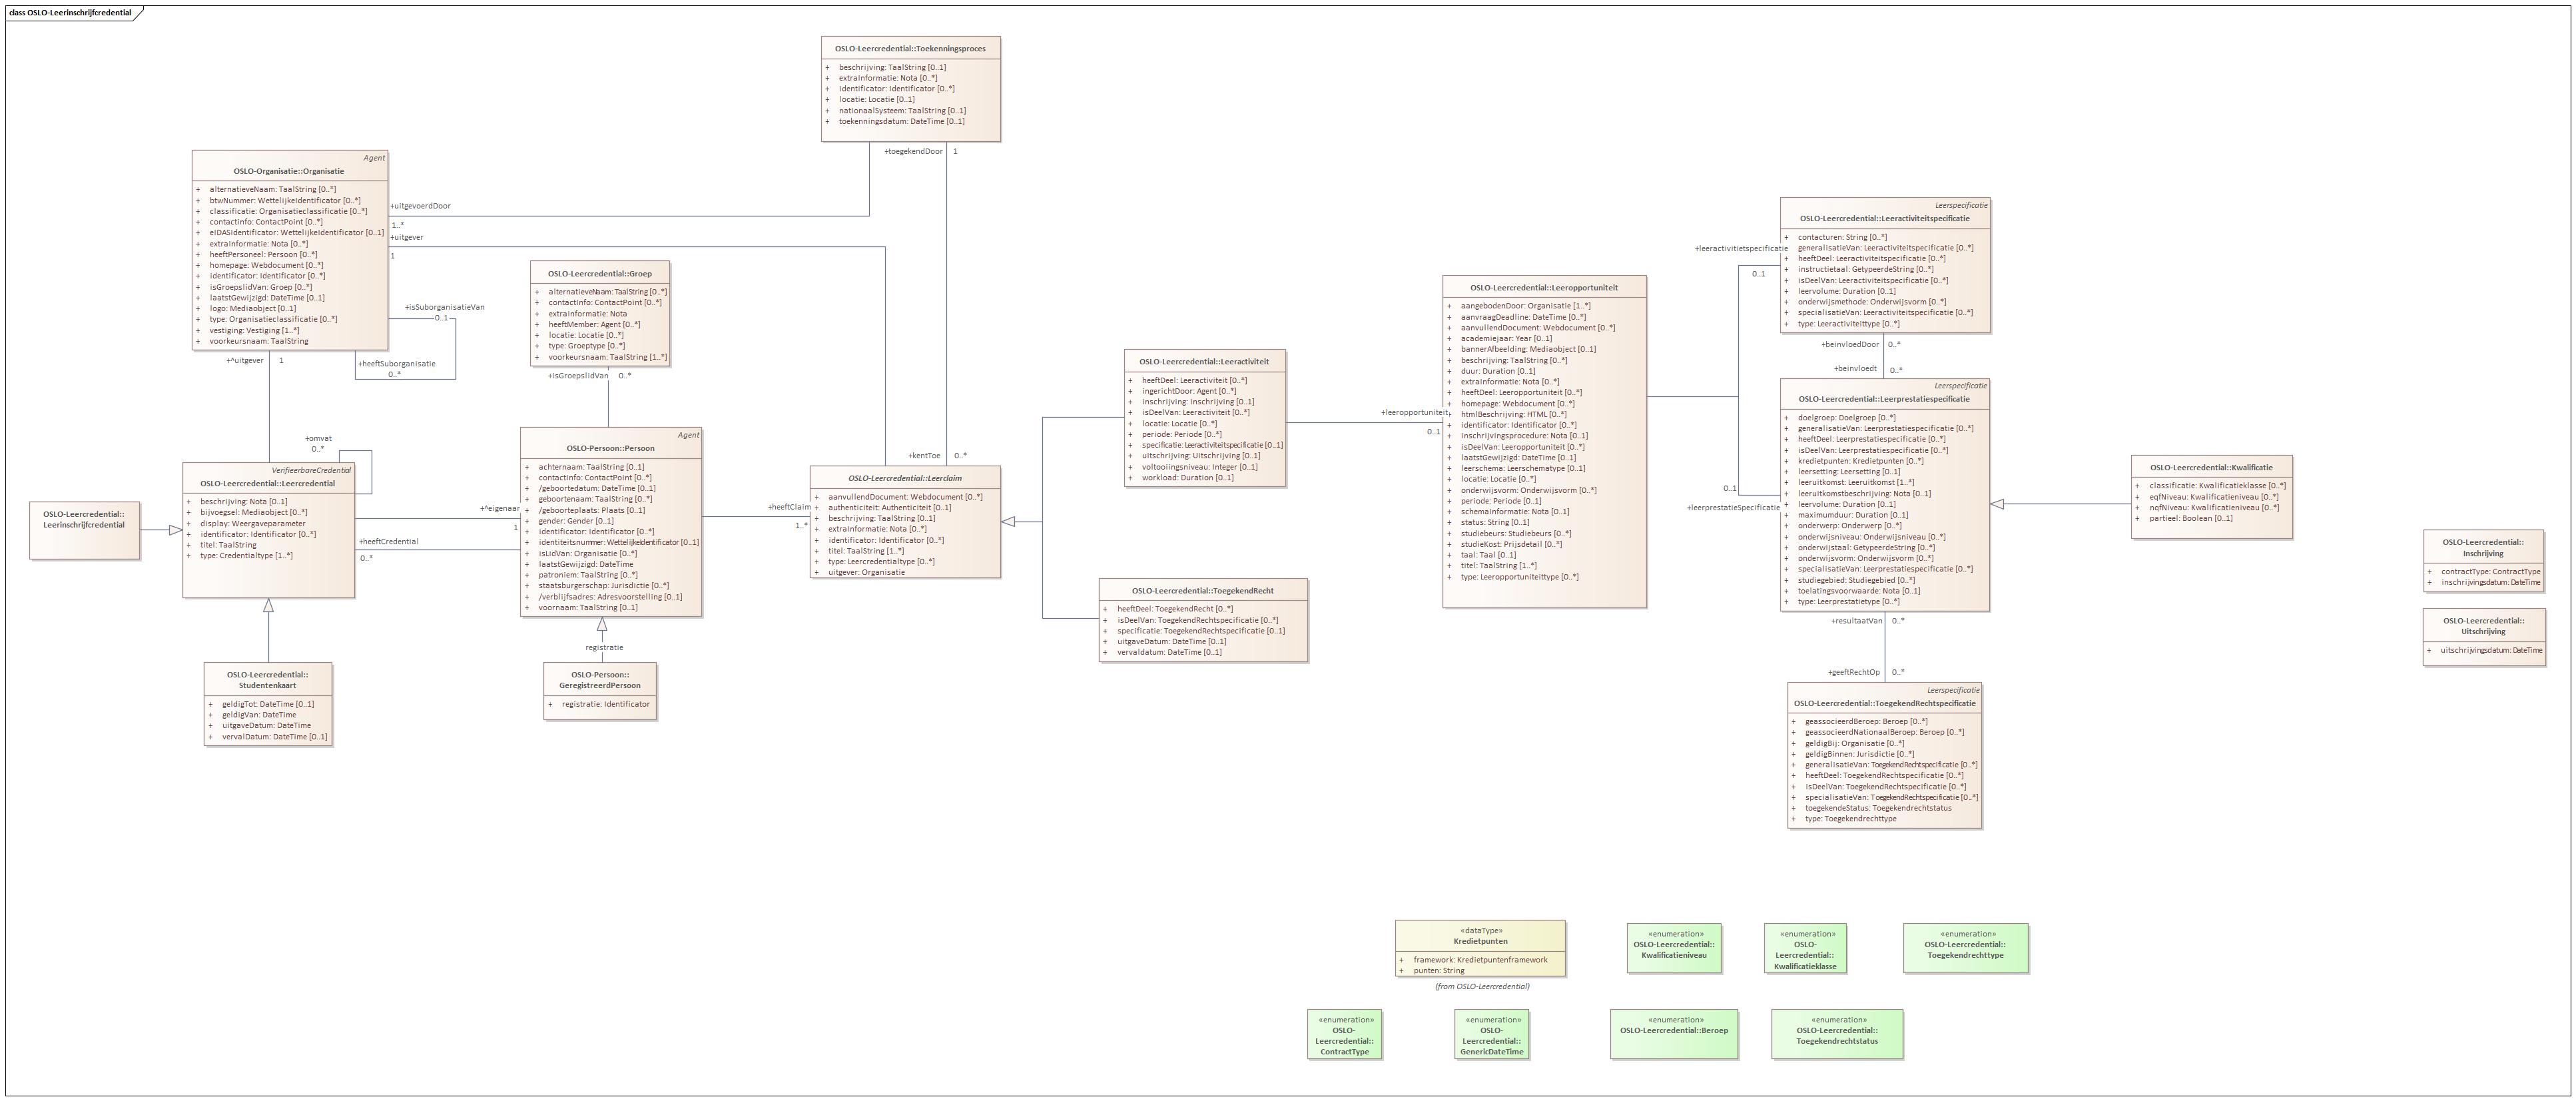 class OSLO-Leerinschrijfcredential
OSLO-Leercredential::Toekenningsproces
+ beschrijving: TaalString [0..1]
+ extraInformatie: Nota [0..*]
+ identificator: Identificator [0..*]
+ locatie: Locatie [0..1]
+ nationaalSysteem: TaalString [0..1]
+ toekenningsdatum: DateTime [0..1]
+toegekendDoor 1
Agent
OSLO-Organisatie::Organisatie
+ alternatieveNaam: TaalString [0..*]
+ btwNummer: WettelijkeIdentificator [0..*]
+ classificatie: Organisatieclassificatie [0..*]
+ contactinfo: ContactPoint [0..*]
+ eIDASIdentificator: WettelijkeIdentificator [0..1]
+ extraInformatie: Nota [0..*]
+ heeftPersoneel: Persoon [0..*]
+ homepage: Webdocument [0..*]
+ identificator: Identificator [0..*]
+ isGroepslidVan: Groep [0..*]
+ laatstGewijzigd: DateTime [0..1]
+ logo: Mediaobject [0..1]
+ type: Organisatieclassificatie [0..*]
+ vestiging: Vestiging [1..*]
+ voorkeursnaam: TaalString
+uitgevoerdDoor
1..*
+uitgever
1
+isSuborganisatieVan
0..1
+heeftSuborganisatie
0..*
+^uitgever 1
OSLO-Leercredential::Groep
+ alternatieveNaam: TaalString [0..*]
+ contactInfo: ContactPoint [0..*]
+ extraInformatie: Nota
+ heeftMember: Agent [0..*]
+ locatie: Locatie [0..*]
+ type: Groeptype [0..*]
+ voorkeursnaam: TaalString [1..*]
+isGroepslidVan 0..*
+omvat
0..*
VerifieerbareCredential
OSLO-Leercredential::Leercredential
+ beschrijving: Nota [0..1]
+ bijvoegsel: Mediaobject [0..*]
+ display: Weergaveparameter
+ identificator: Identificator [0..*]
+ titel: TaalString
+ type: Credentialtype [1..*]
OSLO-Leercredential::
Leerinschrijfcredential
+^eigenaar
1
+heeftCredential
0..*
Agent
OSLO-Persoon::Persoon
+ achternaam: TaalString [0..1]
+ contactinfo: ContactPoint [0..*]
+ /geboortedatum: DateTime [0..1]
+ geboortenaam: TaalString [0..*]
+ /geboorteplaats: Plaats [0..1]
+ gender: Gender [0..1]
+ identificator: Identificator [0..*]
+ identiteitsnummer: WettelijkeIdentificator [0..1]
+ isLidVan: Organisatie [0..*]
+ laatstGewijzigd: DateTime
+ patroniem: TaalString [0..*]
+ staatsburgerschap: Jurisdictie [0..*]
+ /verblijfsadres: Adresvoorstelling [0..1]
+ voornaam: TaalString [0..1]
registratie
OSLO-Persoon::
GeregistreerdPersoon
+ registratie: Identificator
OSLO-Leercredential::
Studentenkaart
+ geldigTot: DateTime [0..1]
+ geldigVan: DateTime
+ uitgaveDatum: DateTime
+ vervalDatum: DateTime [0..1]
+heeftClaim
1..*
+kentToe 0..*
OSLO-Leercredential::Leerclaim
+ aanvullendDocument: Webdocument [0..*]
+ authenticiteit: Authenticiteit [0..1]
+ beschrijving: TaalString [0..1]
+ extraInformatie: Nota [0..*]
+ identificator: Identificator [0..*]
+ titel: TaalString [1..*]
+ type: Leercredentialtype [0..*]
+ uitgever: Organisatie
OSLO-Leercredential::Leeractiviteit
+ heeftDeel: Leeractiviteit [0..*]
+ ingerichtDoor: Agent [0..*]
+ inschrijving: Inschrijving [0..1]
+ isDeelVan: Leeractiviteit [0..*]
+ locatie: Locatie [0..*]
+ periode: Periode [0..*]
+ specificatie: Leeractiviteitspecificatie [0..1]
+ uitschrijving: Uitschrijving [0..1]
+ voltooiingsniveau: Integer [0..1]
+ workload: Duration [0..1]
OSLO-Leercredential::ToegekendRecht
+ heeftDeel: ToegekendRecht [0..*]
+ isDeelVan: ToegekendRechtspecificatie [0..*]
+ specificatie: ToegekendRechtspecificatie [0..1]
+ uitgaveDatum: DateTime [0..1]
+ vervaldatum: DateTime [0..1]
+leeropportuniteit
0..1
OSLO-Leercredential::Leeropportuniteit
+ aangebodenDoor: Organisatie [1..*]
+ aanvraagDeadline: DateTime [0..*]
+ aanvullendDocument: Webdocument [0..*]
+ academiejaar: Year [0..*]
+ bannerAfbeelding: Mediaobject [0..1]
+ beschrijving: TaalString [0..*]
+ duur: Duration [0..1]
+ extraInformatie: Nota [0..*]
+ heeftDeel: Leeropportuniteit [0..*]
+ homepage: Webdocument [0..*]
+ htmlBeschrijving: HTML [0..*]
+ identificator: Identificator [0..*]
+ inschrijvingsprocedure: Nota [0..1]
+ isDeelVan: Leeropportuniteit [0..*]
+ laatstGewijzigd: DateTime [0..1]
+ leerschema: Leerschematype [0..*]
+ locatie: Locatie [0..*]
+ onderwijsvorm: Onderwijsvorm [0..*]
+ periode: Periode [0..1]
+ schemaInformatie: Nota [0..1]
+ status: String [0..1]
+ studiebeurs: Studiebeurs [0..*]
+ studieKost: Prijsdetail [0..*]
+ taal: Taal [0..1]
+ titel: TaalString [1..*]
+ type: Leeropportuniteittype [0..*]
+leeractivitietspecificatie
0..1
0..1
+leerprestatieSpecificatie
Leerspecificatie
OSLO-Leercredential::Leeractiviteitspecificatie
+ contacturen: String [0..*]
+ generalisatieVan: Leeractiviteitspecificatie [0..*]
+ heeftDeel: Leeractiviteitspecificatie [0..*]
+ instructietaal: GetypeerdeString [0..*]
+ isDeelVan: Leeractiviteitspecificatie [0..*]
+ leervolume: Duration [0..1]
+ onderwijsmethode: Onderwijsvorm [0..*]
+ specialisatieVan: Leeractiviteitspecificatie [0..*]
+ type: Leeractiviteittype [0..*]
+beinvloedDoor 0..*
+beinvloedt 0..*
Leerspecificatie
OSLO-Leercredential::Leerprestatiespecificatie
+ doelgroep: Doelgroep [0..*]
+ generalisatieVan: Leerprestatiespecificatie [0..*]
+ heeftDeel: Leerprestatiespecificatie [0..*]
+ isDeelVan: Leerprestatiespecificatie [0..*]
+ kredietpunten: Kredietpunten [0..*]
+ leersetting: Leersetting [0..1]
+ leeruitkomst: Leeruitkomst [1..*]
+ leeruitkomstbeschrijving: Nota [0..1]
+ leervolume: Duration [0..1]
+ maximumduur: Duration [0..1]
+ onderwerp: Onderwerp [0..*]
+ onderwijsniveau: Onderwijsniveau [0..*]
+ onderwijstaal: GetypeerdeString [0..*]
+ onderwijsvorm: Onderwijsvorm [0..*]
+ specialisatieVan: Leerprestatiespecificatie [0..*]
+ studiegebied: Studiegebied [0..*]
+ toelatingsvoorwaarde: Nota [0..1]
+ type: Leerprestatietype [0..*]
+resultaatVan 0..*
+geeftRechtOp 0..*
Leerspecificatie
OSLO-Leercredential::ToegekendRechtspecificatie
+ geassocieerdBeroep: Beroep [0..*]
+ geassocieerdNationaalBeroep: Beroep [0..*]
+ geldigBij: Organisatie [0..*]
+ geldigBinnen: Jurisdictie [0..*]
+ generalisatieVan: ToegekendRechtspecificatie [0..*]
+ heeftDeel: ToegekendRechtspecificatie [0..*]
+ isDeelVan: ToegekendRechtspecificatie [0..*]
+ specialisatieVan: ToegekendRechtspecificatie [0..*]
+ toegekendeStatus: Toegekendrechtstatus
+ type: Toegekendrechttype
OSLO-Leercredential::Kwalificatie
+ classificatie: Kwalificatieklasse [0..*]
+ eqfNiveau: Kwalificatieniveau [0..*]
+ nqfNiveau: Kwalificatieniveau [0..*]
+ partieel: Boolean [0..1]
OSLO-Leercredential::
Inschrijving
+ contractType: ContractType
+ inschrijvingsdatum: DateTime
OSLO-Leercredential::
Uitschrijving
+ uitschrijvingsdatum: DateTime
«dataType»
Kredietpunten
+ framework: Kredietpuntenframework
+ punten: String
(from OSLO-Leercredential)
«enumeration»
OSLO-Leercredential::
Kwalificatieniveau
«enumeration»
OSLO-
Leercredential::
Kwalificatieklasse
«enumeration»
OSLO-Leercredential::
Toegekendrechttype
«enumeration»
OSLO-
Leercredential::
ContractType
«enumeration»
OSLO-
Leercredential::
GenericDateTime
«enumeration»
OSLO-Leercredential::Beroep
«enumeration»
OSLO-Leercredential::
Toegekendrechtstatus